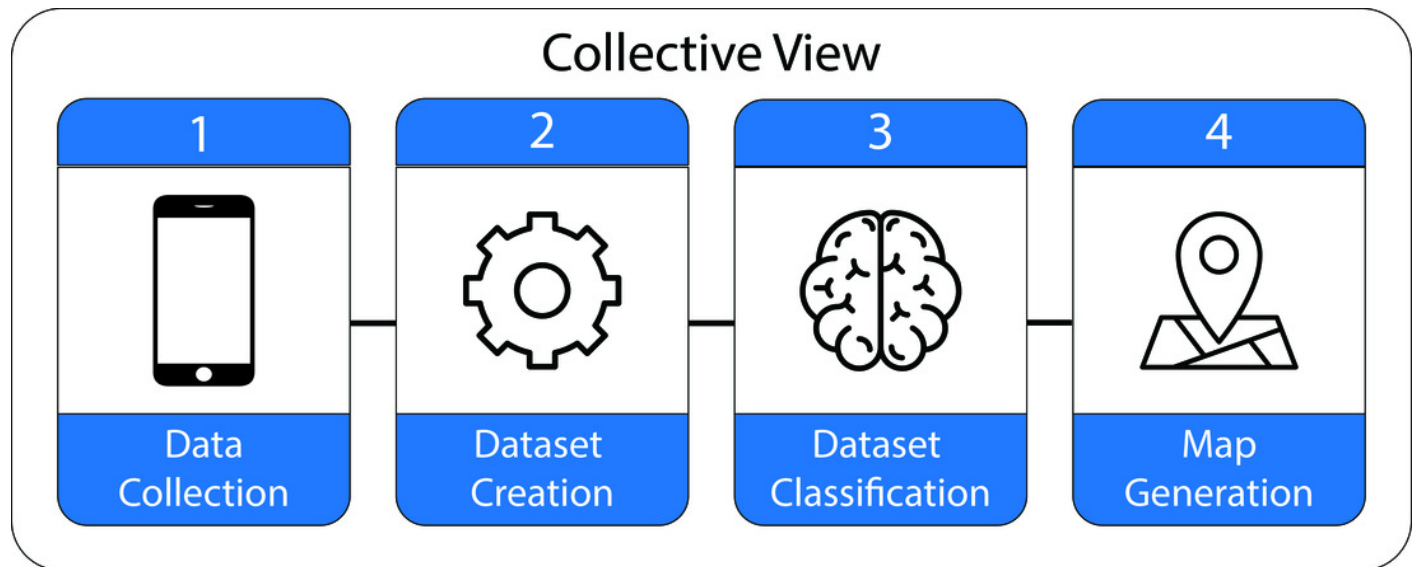 Collective View
1
2
3
4
Data
Collection
Dataset
Creation
Dataset
Classification
Map
Generation